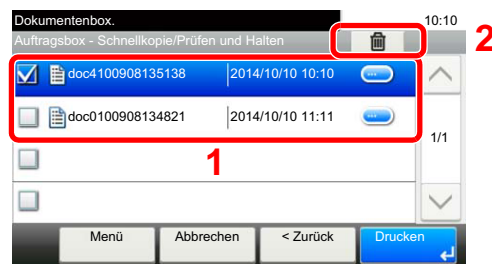 Dokumentenbox.
10:10
Auftragsbox - Schnellkopie/Prüfen und Halten
2
doc4100908135138 2014/10/10 10:10
doc0100908134821 2014/10/10 11:11
1/1
1
Menü Abbrechen < Zurück Drucken